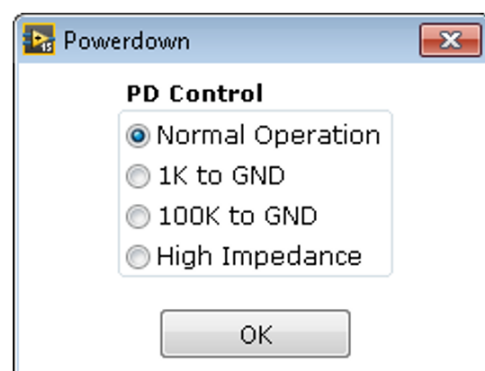 Powerdown
PD Control
Normal Operation
1K to GND
100K to GND
High Impedance
OK